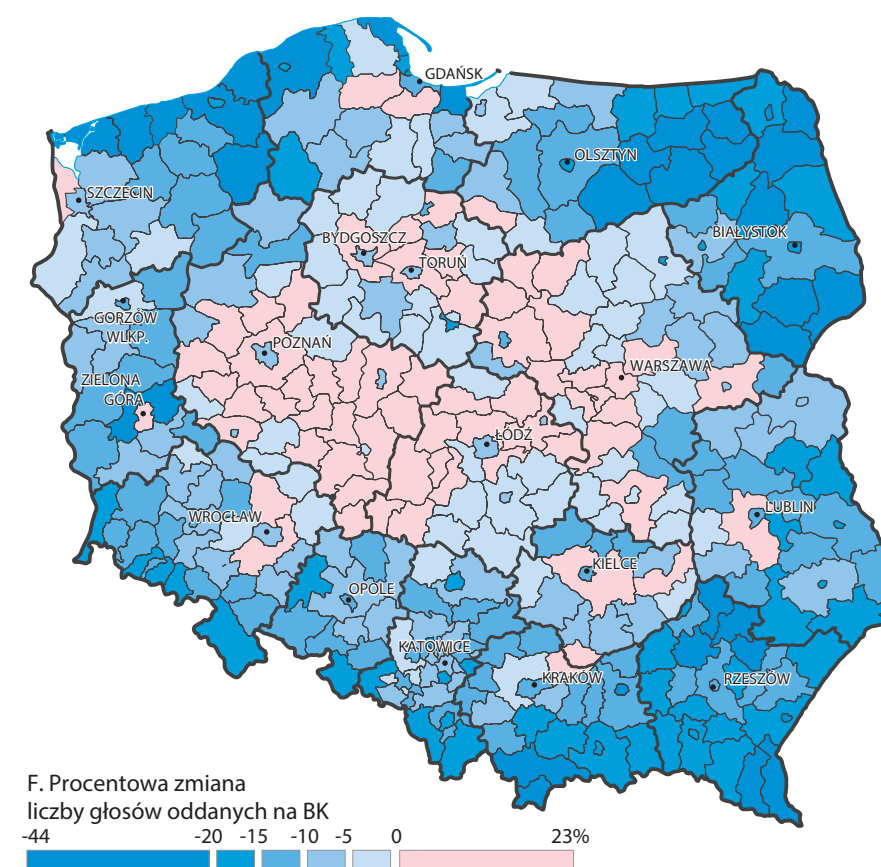 GDAŃSK
OLSZTYN
SZCZECIN
BIAŁYSTOK
BYDGOSZCZ
TORUŃ
GORZÓW
WLKP.
POZNAŃ
WARSZAWA
ZIELONA
GÓRA
ŁÓDŹ
LUBLIN
WROCŁAW
KIELCE
OPOLE
KATOWICE
KRAKÓW
RZESZÓW
F. Procentowa zmiana
liczby głosów oddanych na BK
-44 -20 -15 -10 -5 0 23%